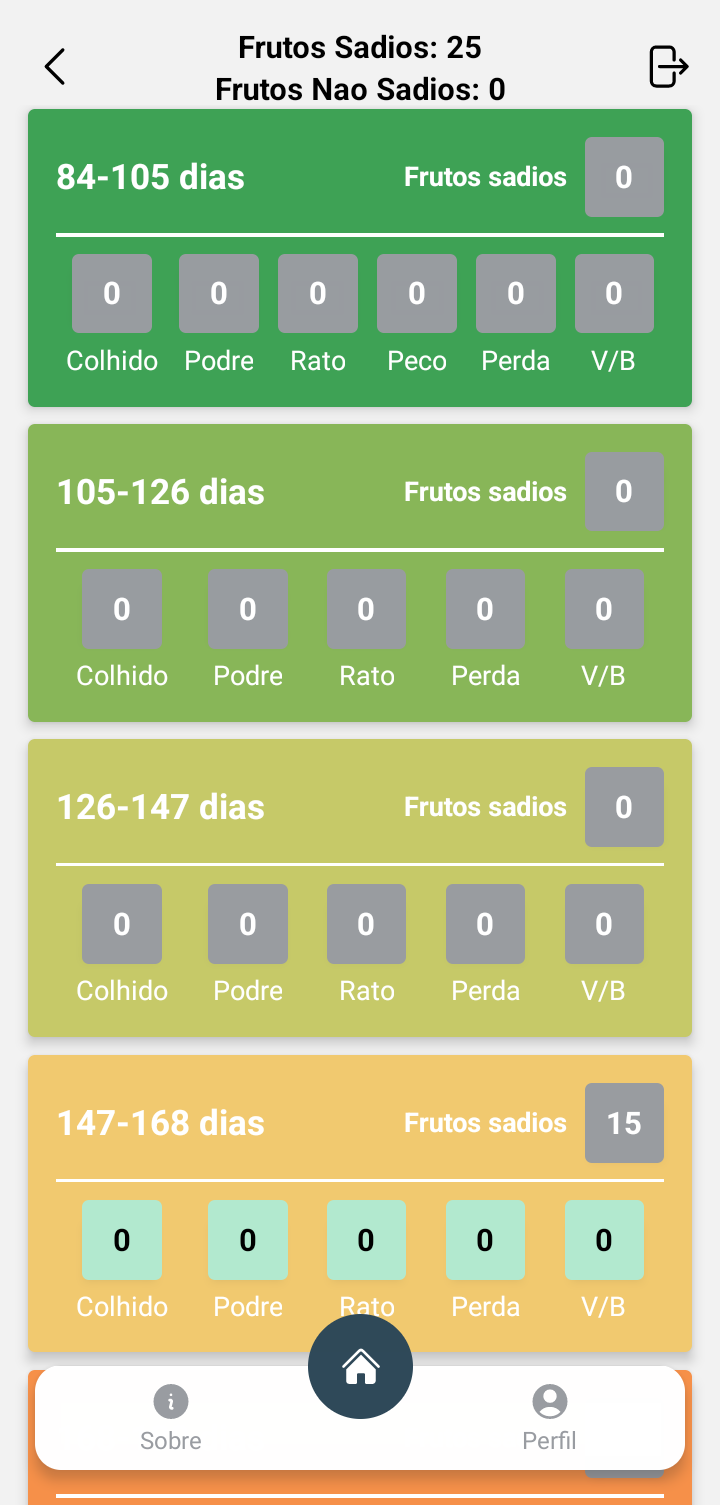 Frutos Sadios: 25
Frutos Nao Sadios: 0
84-105 dias Frutos sadios 0
0 0 0 0 0 0
Colhido Podre Rato Peco Perda V/B
105-126 dias Frutos sadios 0
0 0 0 0 0
Colhido Podre Rato Perda V/B
126-147 dias Frutos sadios 0
0 0 0 0 0
Colhido Podre Rato Perda V/B
147-168 dias Frutos sadios 15
0 0 0 0 0
Colhido Podre Rato Perda V/B
Sobre Perfil